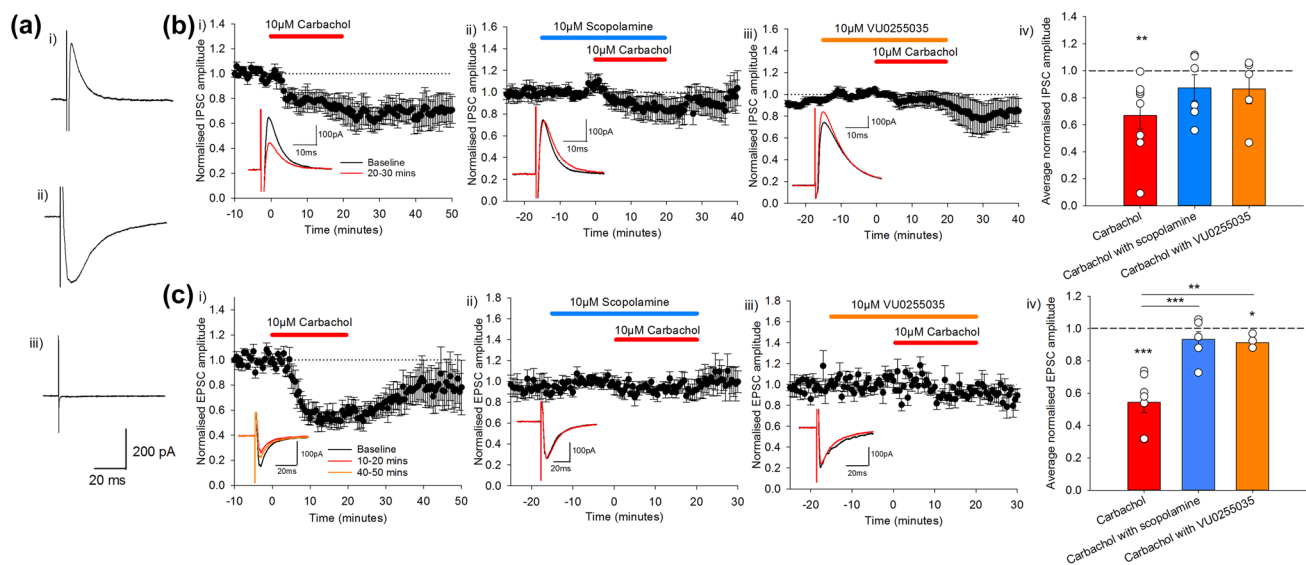 (a)
i)
ii)
iii)
200 pA
20 ms
(b)
i)
10µM Carbachol
Normalised IPSC amplitude
1.4
1.2
1.0
0.8
0.6
0.4
0.2
0.0
100pA
10ms
Baseline
20-30 mins
-10 0 10 20 30 40 50
Time (minutes)
ii)
10µM Scopolamine
10µM Carbachol
Normalised IPSC amplitude
1.6
1.4
1.2
1.0
0.8
0.6
0.4
0.2
0.0
100pA
10ms
-20 -10 0 10 20 30 40
Time (minutes)
iii)
10µM VU0255035
10µM Carbachol
Normalised IPSC amplitude
1.6
1.4
1.2
1.0
0.8
0.6
0.4
0.2
0.0
100pA
10ms
-20 -10 0 10 20 30 40
Time (minutes)
iv)
Average normalised IPSC amplitude
1.4
1.2
1.0
0.8
0.6
0.4
0.2
0.0
**
Carbachol
Carbachol with scopolamine
Carbachol with VU0255035
(c)
i)
10µM Carbachol
Normalised EPSC amplitude
1.4
1.2
1.0
0.8
0.6
0.4
0.2
0.0
100pA
20ms
Baseline
10-20 mins
40-50 mins
-10 0 10 20 30 40 50
Time (minutes)
ii)
10µM Scopolamine
10µM Carbachol
Normalised EPSC amplitude
1.8
1.6
1.4
1.2
1.0
0.8
0.6
0.4
0.2
0.0
100pA
20ms
-20 -10 0 10 20 30
Time (minutes)
iii)
10µM VU0255035
10µM Carbachol
Normalised EPSC amplitude
1.8
1.6
1.4
1.2
1.0
0.8
0.6
0.4
0.2
0.0
100pA
20ms
-20 -10 0 10 20 30
Time (minutes)
iv)
Average normalised EPSC amplitude
1.2
1.0
0.8
0.6
0.4
0.2
0.0
**
***
*
***
Carbachol
Carbachol with scopolamine
Carbachol with VU0255035